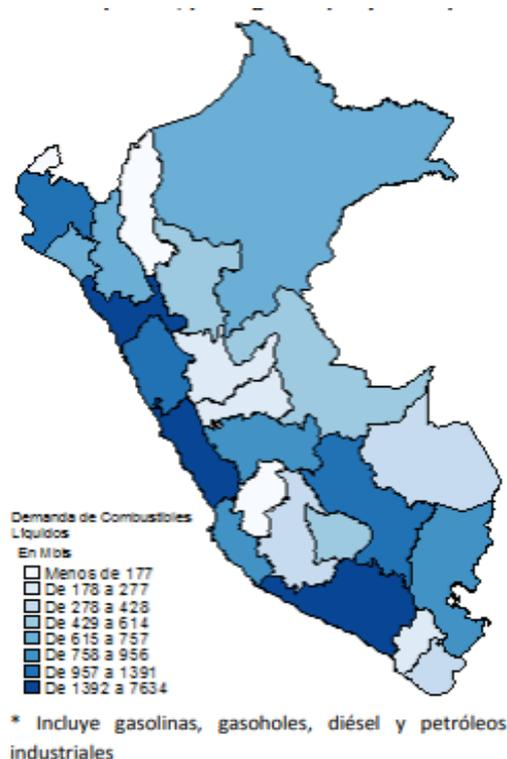 Demanda de Combustibles
Líquidos
En Mbls
Menos de 177
De 178 a 277
De 278 a 428
De 429 a 614
De 615 a 757
De 758 a 956
De 957 a 1391
De 1392 a 7634
* Incluye gasolinas, gasoholes, diésel y petróleos
industriales